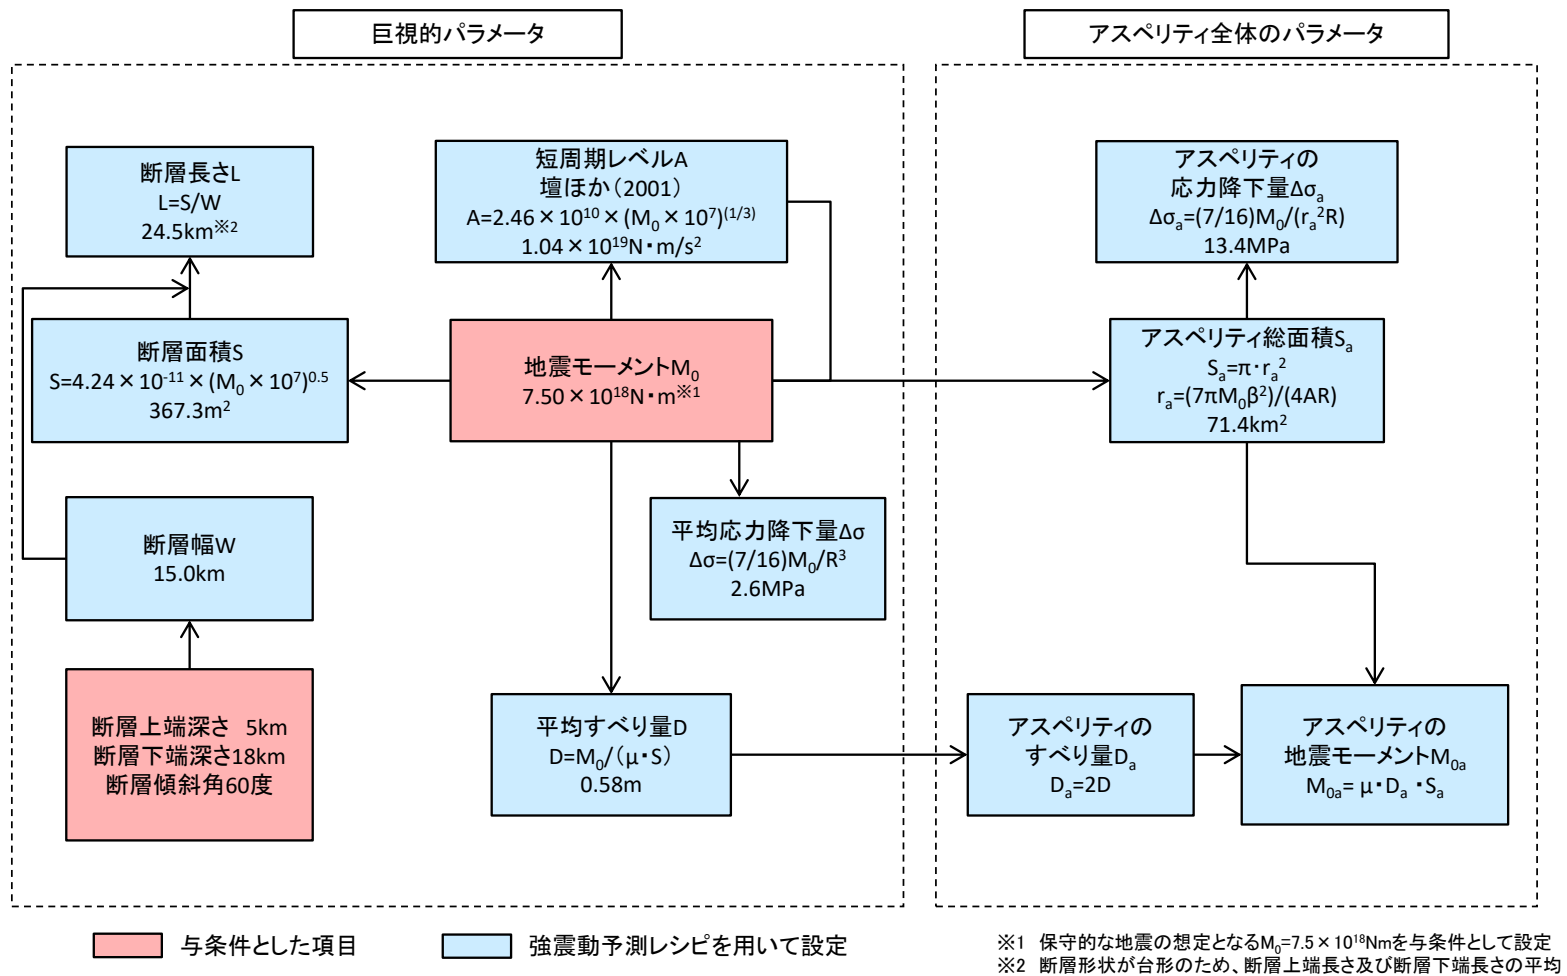 巨視的パラメータ
アスペリティ全体のパラメータ
断層長さL
L=S/W
24.5km※2
短周期レベルA
壇ほか(2001)
A=2.46×10¹⁰×(M₀×10⁷)⁽¹ᐟ³⁾
1.04×10¹⁹N・m/s²
アスペリティの
応力降下量Δσₐ
Δσₐ=(7/16)M₀/(rₐ²R)
13.4MPa
断層面積S
S=4.24×10⁻¹¹×(M₀×10⁷)⁰·⁵
367.3m²
地震モーメントM₀
7.50×10¹⁸N・m※1
アスペリティ総面積Sₐ
Sₐ=π・rₐ²
rₐ=(7πM₀β²)/(4AR)
71.4km²
断層幅W
15.0km
平均応力降下量Δσ
Δσ=(7/16)M₀/R³
2.6MPa
断層上端深さ 5km
断層下端深さ18km
断層傾斜角60度
平均すべり量D
D=M₀/(μ・S)
0.58m
アスペリティの
すべり量Dₐ
Dₐ=2D
アスペリティの
地震モーメントM₀ₐ
M₀ₐ= μ・Dₐ・Sₐ
与条件とした項目
強震動予測レシピを用いて設定
※1 保守的な地震の想定となるM₀=7.5×10¹⁸Nmを与条件として設定
※2 断層形状が台形のため、断層上端長さ及び断層下端長さの平均